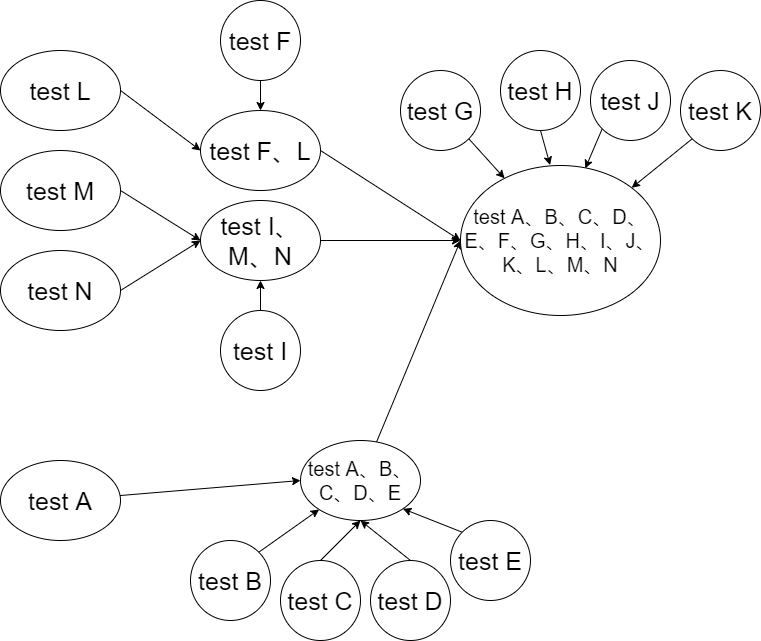 test F
test L
test G
test H
test J
test K
test F、L
test M
test I、
M、N
test A、B、C、D、
E、F、G、H、I、J、
K、L、M、N
test N
test I
test A
test A、B、
C、D、E
test B
test C
test D
test E